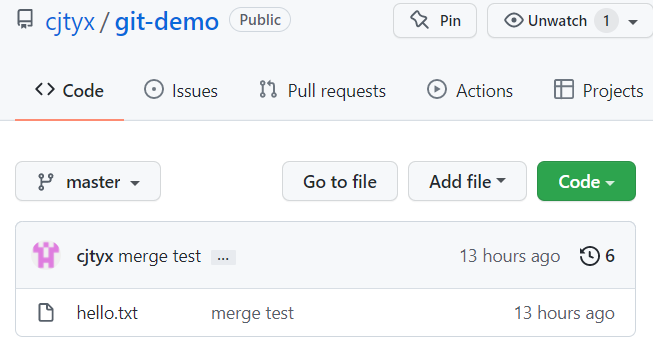 cjtyx / git-demo Public Pin Unwatch 1
Code Issues Pull requests Actions Projects
master Go to file Add file Code
cjtyx merge test ... 13 hours ago 6
hello.txt merge test 13 hours ago